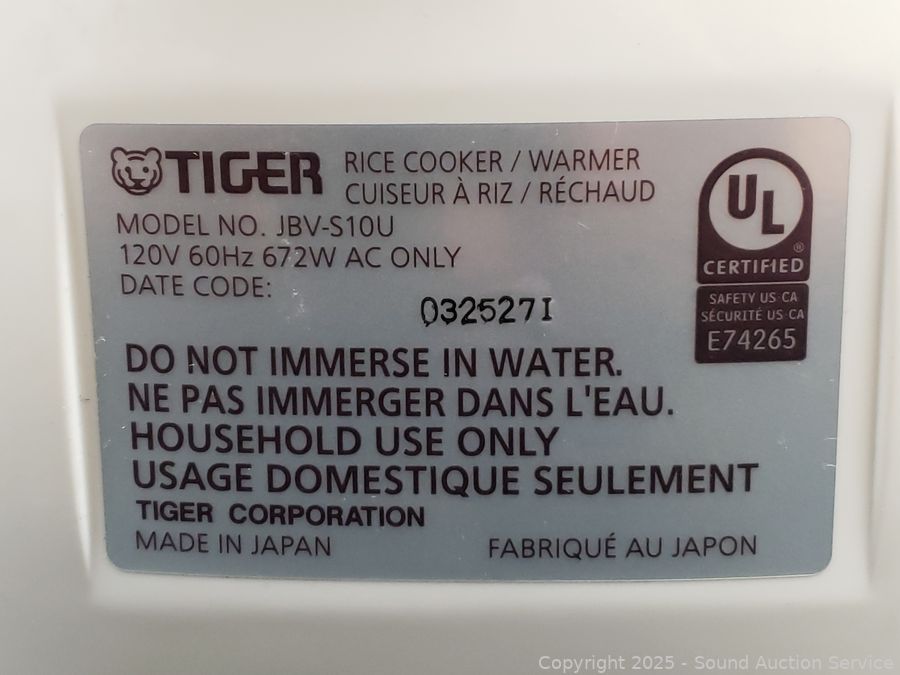 TIGER RICE COOKER / WARMER
CUISEUR À RIZ / RÉCHAUD
MODEL NO. JBV-S10U
120V 60Hz 672W AC ONLY
DATE CODE:
032527I
UL
®
CERTIFIED
SAFETY US·CA
SÉCURITÉ US·CA
E74265
DO NOT IMMERSE IN WATER.
NE PAS IMMERGER DANS L'EAU.
HOUSEHOLD USE ONLY
USAGE DOMESTIQUE SEULEMENT
TIGER CORPORATION
MADE IN JAPAN FABRIQUÉ AU JAPON
Copyright 2025 - Sound Auction Service